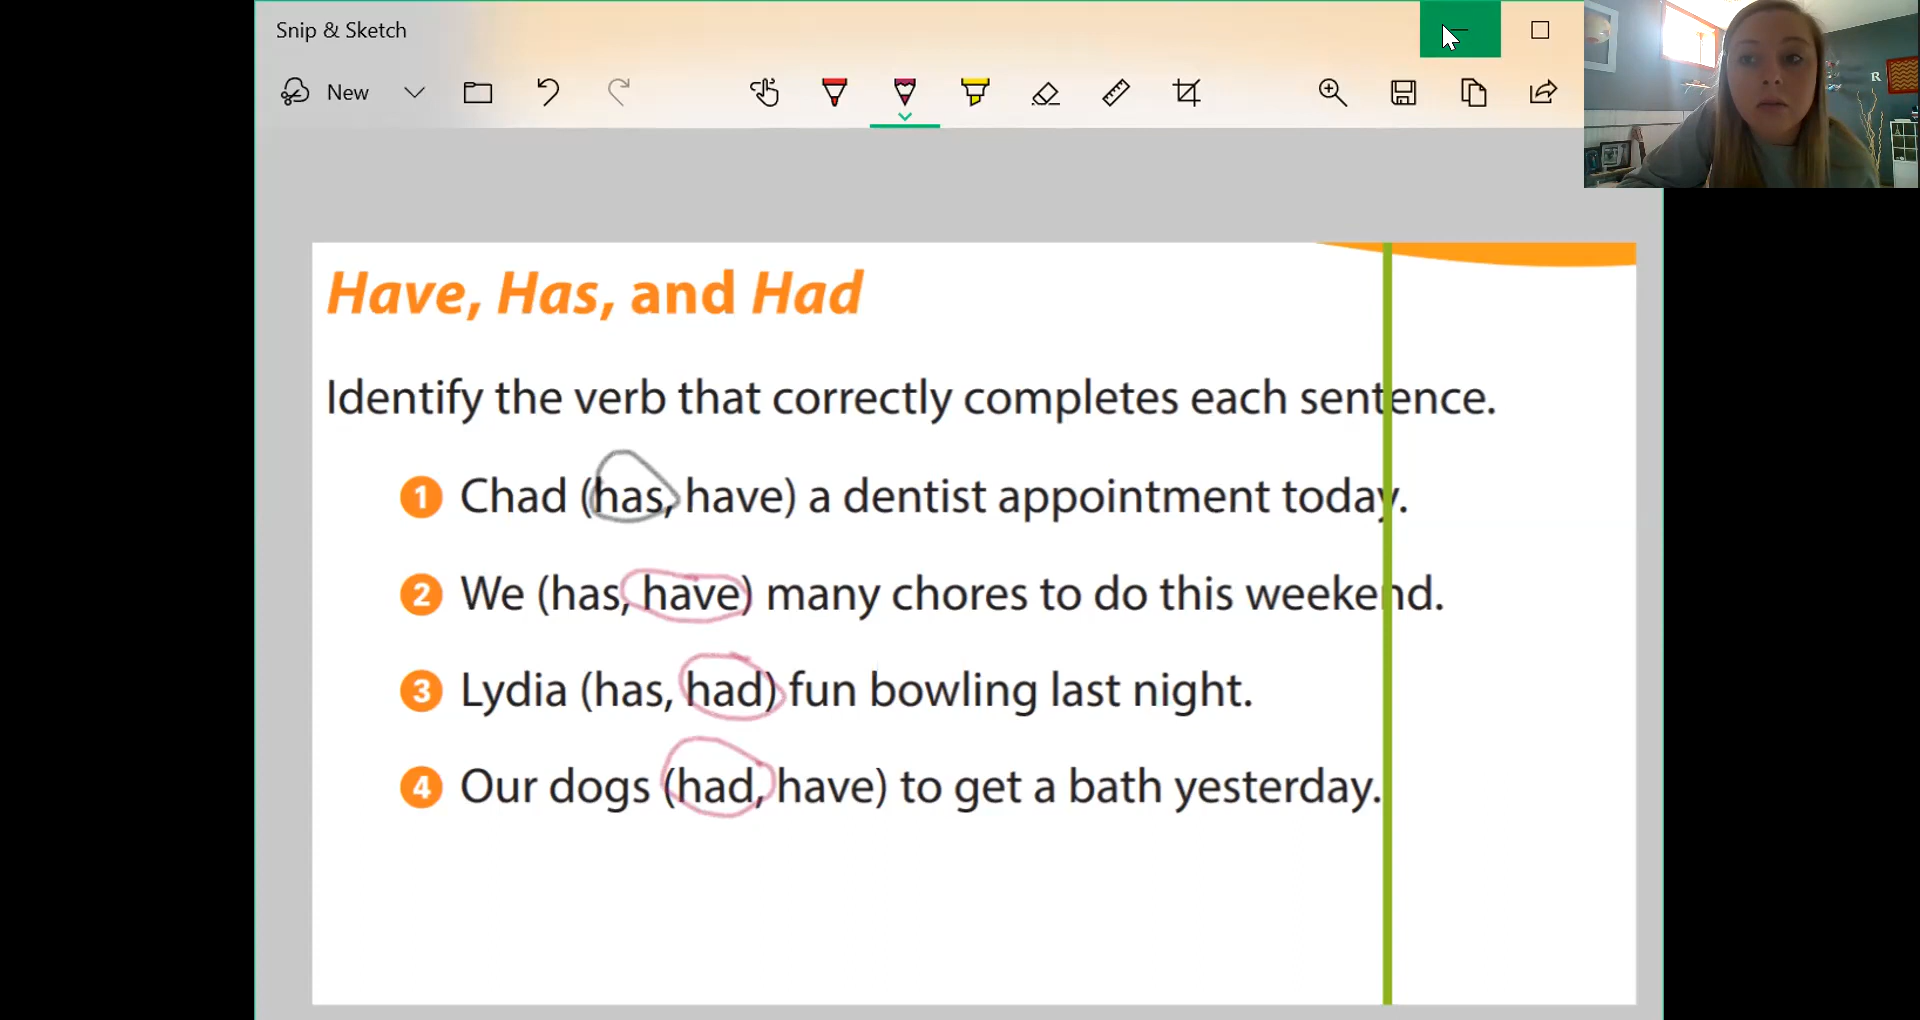 Snip & Sketch
New
R
Have, Has, and Had
Identify the verb that correctly completes each sentence.
1 Chad (has, have) a dentist appointment today.
2 We (has, have) many chores to do this weekend.
3 Lydia (has, had) fun bowling last night.
4 Our dogs (had, have) to get a bath yesterday.